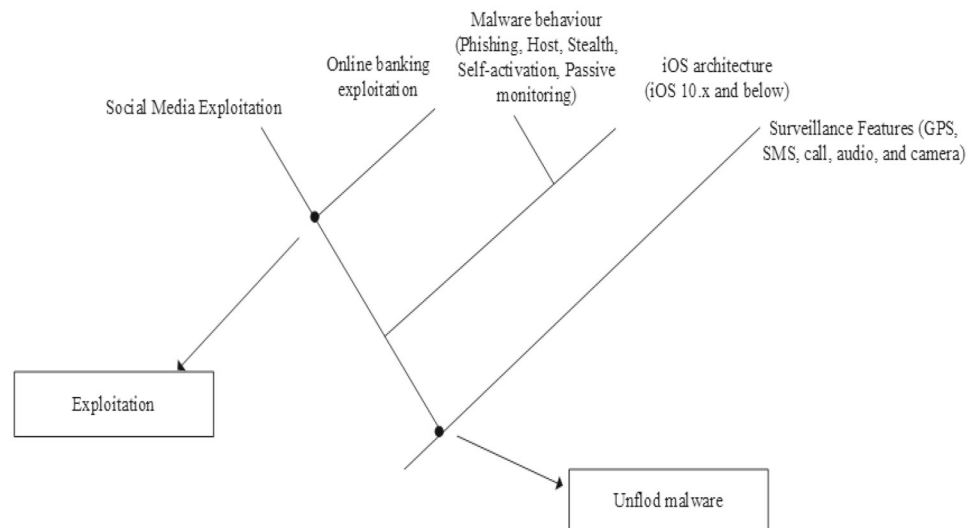 Malware behaviour
(Phishing, Host, Stealth,
Self-activation, Passive
monitoring)
Online banking
exploitation
iOS architecture
(iOS 10.x and below)
Social Media Exploitation
Surveillance Features (GPS,
SMS, call, audio, and camera)
Exploitation
Unflod malware